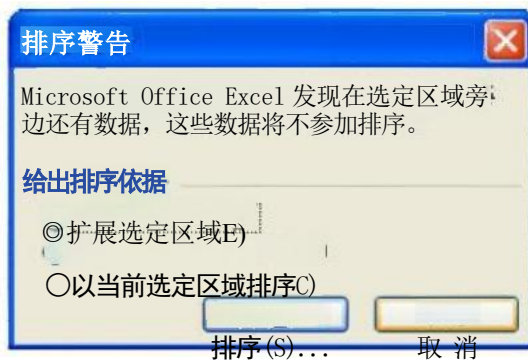 排序警告
Microsoft Office Excel 发现在选定区域旁
边还有数据，这些数据将不参加排序。
给出排序依据
◎扩展选定区域E)
○以当前选定区域排序C)
排序(S)... 取 消